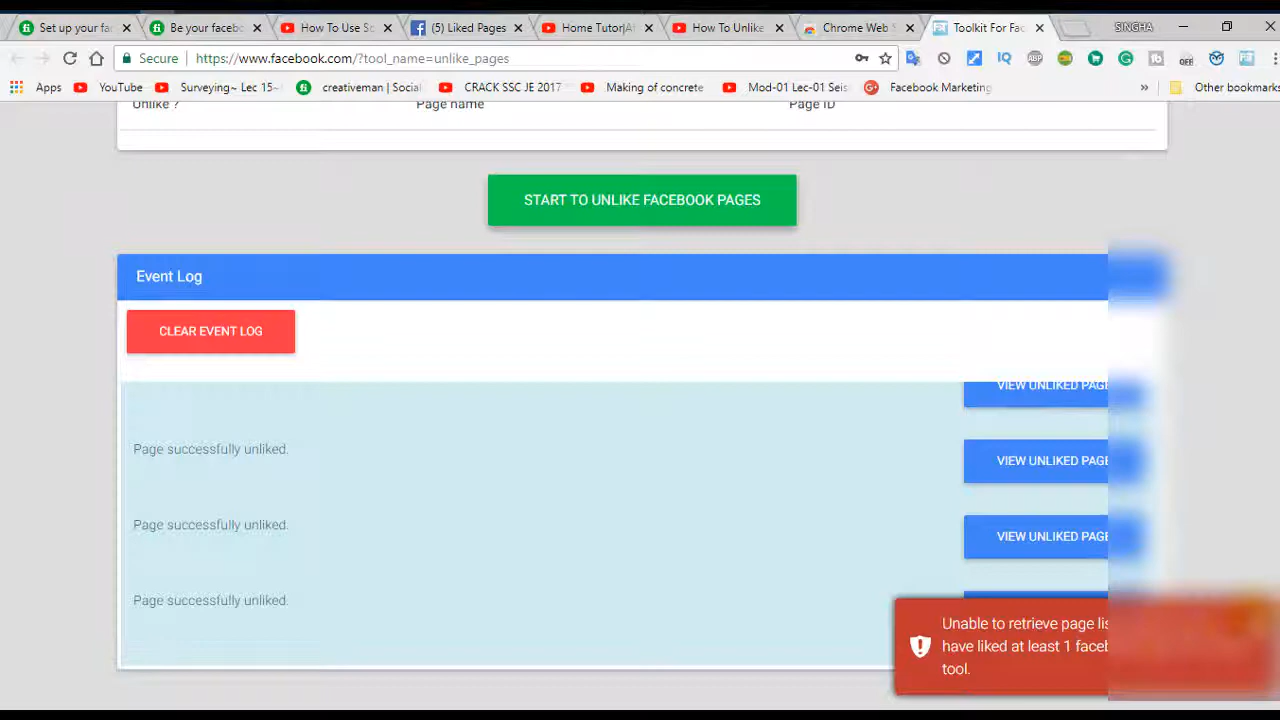 Set up your fa
Be your faceb
How To Use Sc
(5) Liked Pages
Home Tutor|A
How To Unlike
Chrome Web S
Toolkit For Fac
SINGHA
Secure
https://www.facebook.com/?tool_name=unlike_pages
Apps
YouTube
Surveying~ Lec 15~
creativeman | Social
CRACK SSC JE 2017
Making of concrete
Mod-01 Lec-01 Seis
Facebook Marketing
»
Other bookmarks
Unlike ?
Page name
Page ID
START TO UNLIKE FACEBOOK PAGES
Event Log
CLEAR EVENT LOG
VIEW UNLIKED PAGE
Page successfully unliked.
VIEW UNLIKED PAGE
Page successfully unliked.
VIEW UNLIKED PAGE
Page successfully unliked.
Unable to retrieve page lis
have liked at least 1 faceb
tool.